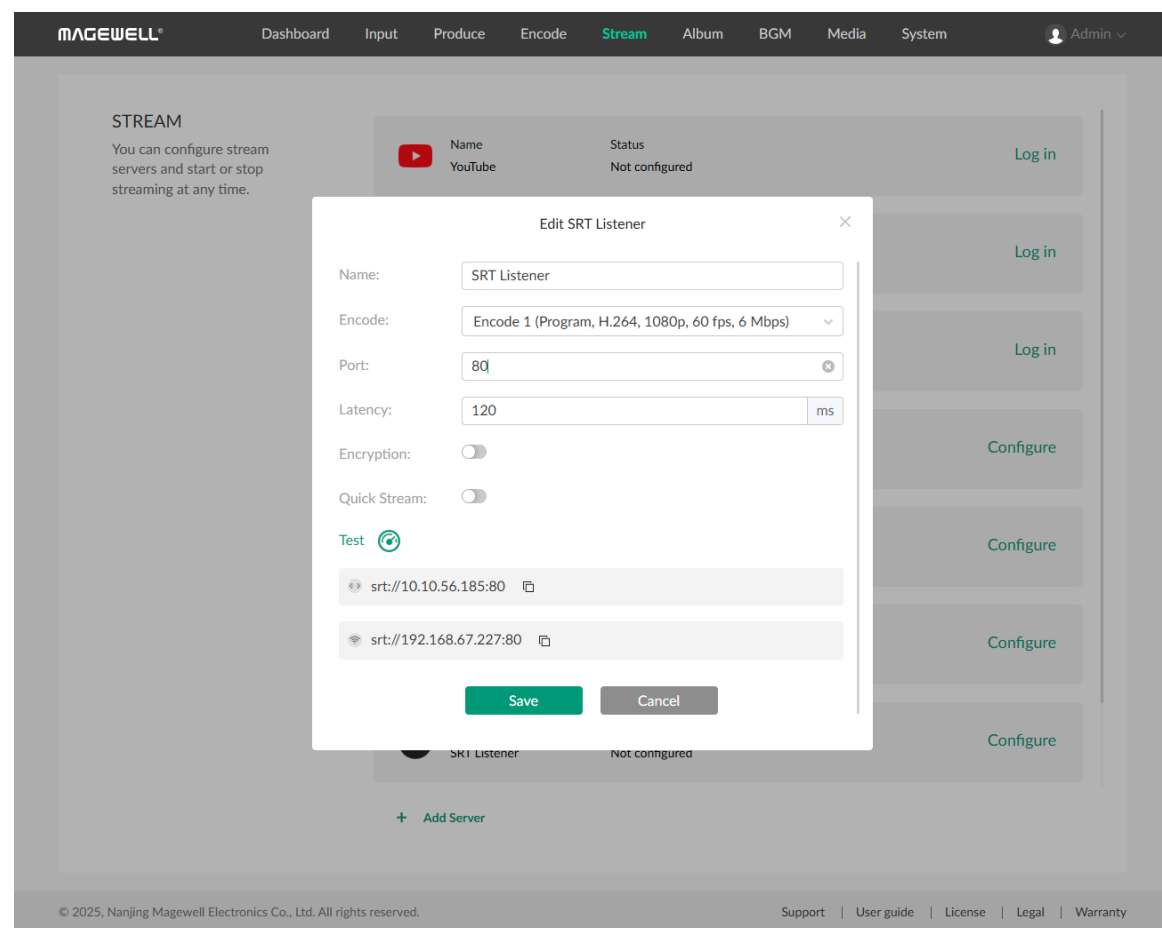 MAGEWELL®
Dashboard Input Produce Encode Stream Album BGM Media System Admin
STREAM
You can configure stream
servers and start or stop
streaming at any time.
Name Status
YouTube Not configured
Log in
Log in
Log in
Configure
Configure
Configure
Edit SRT Listener
Name: SRT Listener
Encode: Encode 1 (Program, H.264, 1080p, 60 fps, 6 Mbps)
Port: 80
Latency: 120 ms
Encryption:
Quick Stream:
Test
srt://10.10.56.185:80
srt://192.168.67.227:80
Save Cancel
SRT Listener Not configured
Configure
+ Add Server
© 2025, Nanjing Magewell Electronics Co., Ltd. All rights reserved.
Support | User guide | License | Legal | Warranty